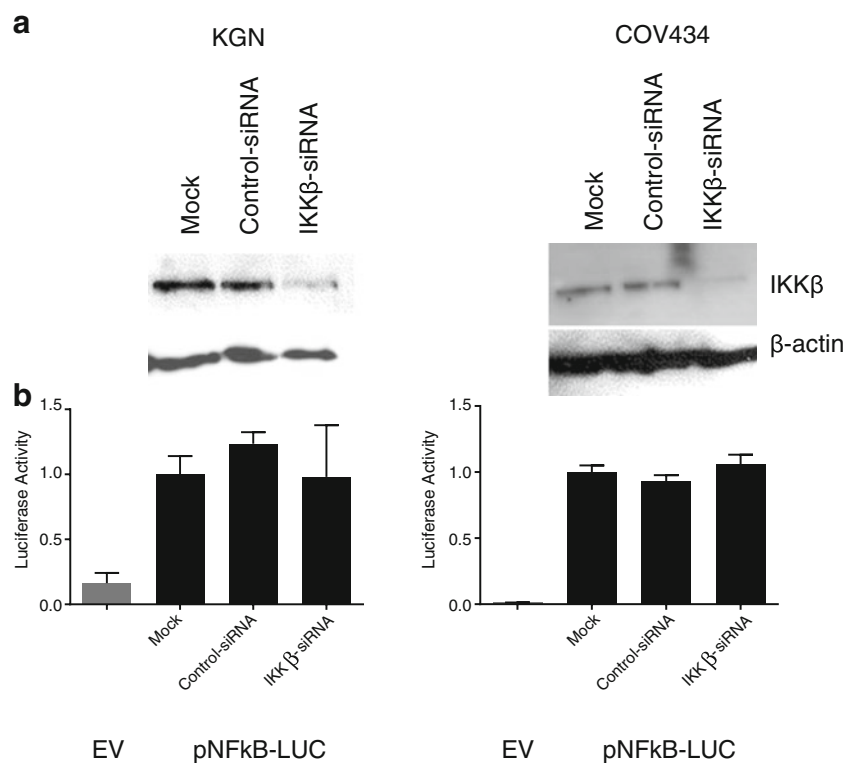 a
KGN
COV434
Mock
Control-siRNA
IKKβ-siRNA
Mock
Control-siRNA
IKKβ-siRNA
IKKβ
β-actin
b
Luciferase Activity
1.5
1.0
0.5
0.0
Mock
Control-siRNA
IKK β-siRNA
EV
pNFkB-LUC
Luciferase Activity
1.5
1.0
0.5
0.0
Mock
Control-siRNA
IKK β-siRNA
EV
pNFkB-LUC